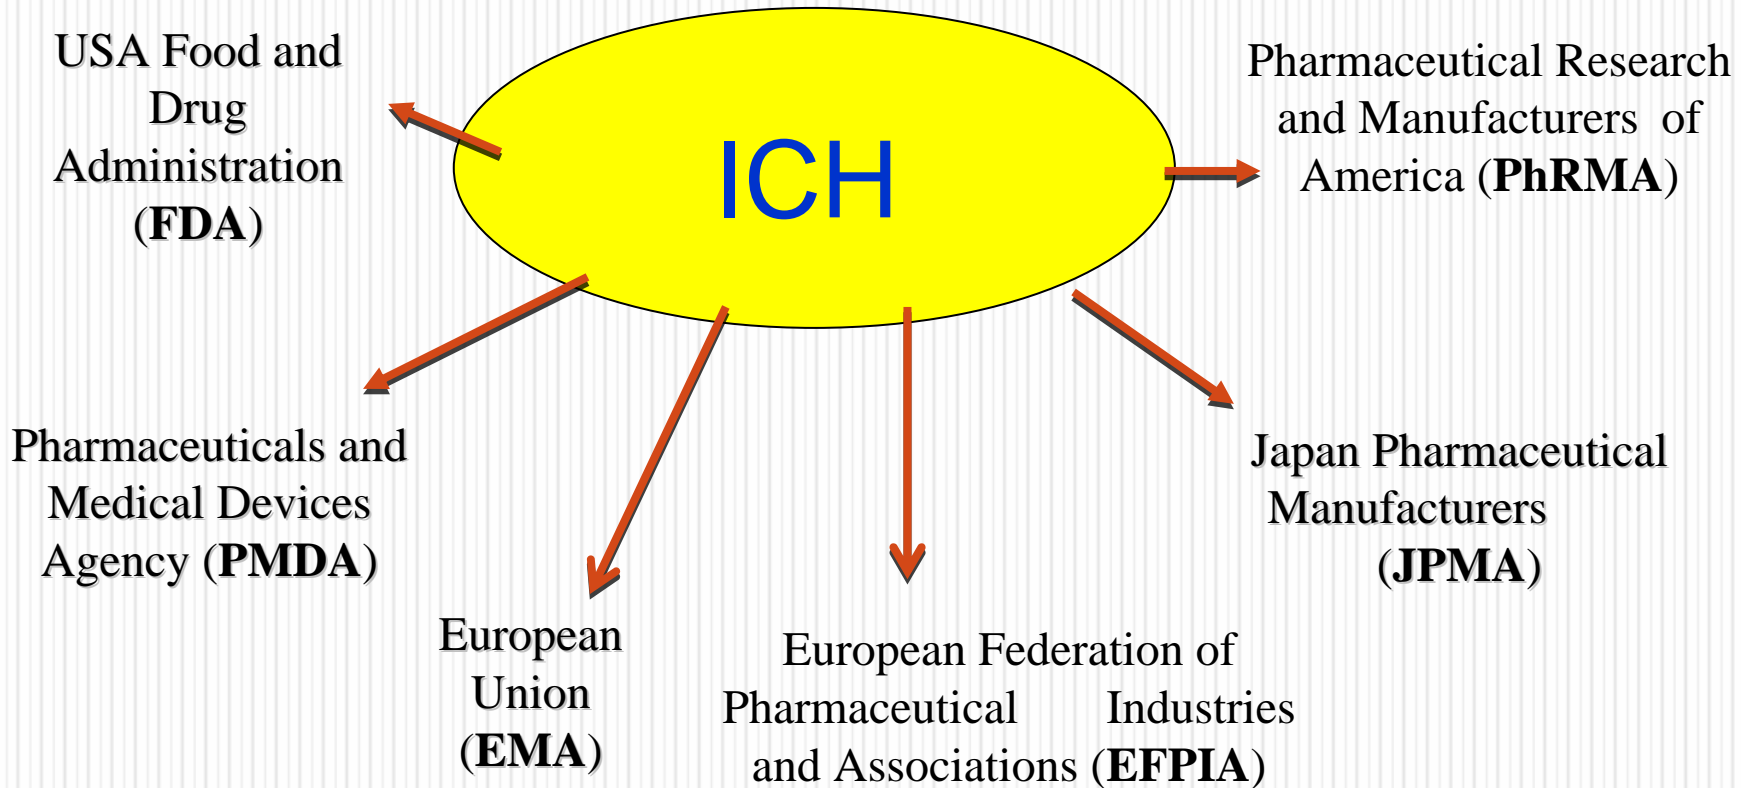 USA Food and
Drug
Administration
(FDA)
ICH
Pharmaceutical Research
and Manufacturers of
America (PhRMA)
Pharmaceuticals and
Medical Devices
Agency (PMDA)
European
Union
(EMA)
European Federation of
Pharmaceutical Industries
and Associations (EFPIA)
Japan Pharmaceutical
Manufacturers
(JPMA)